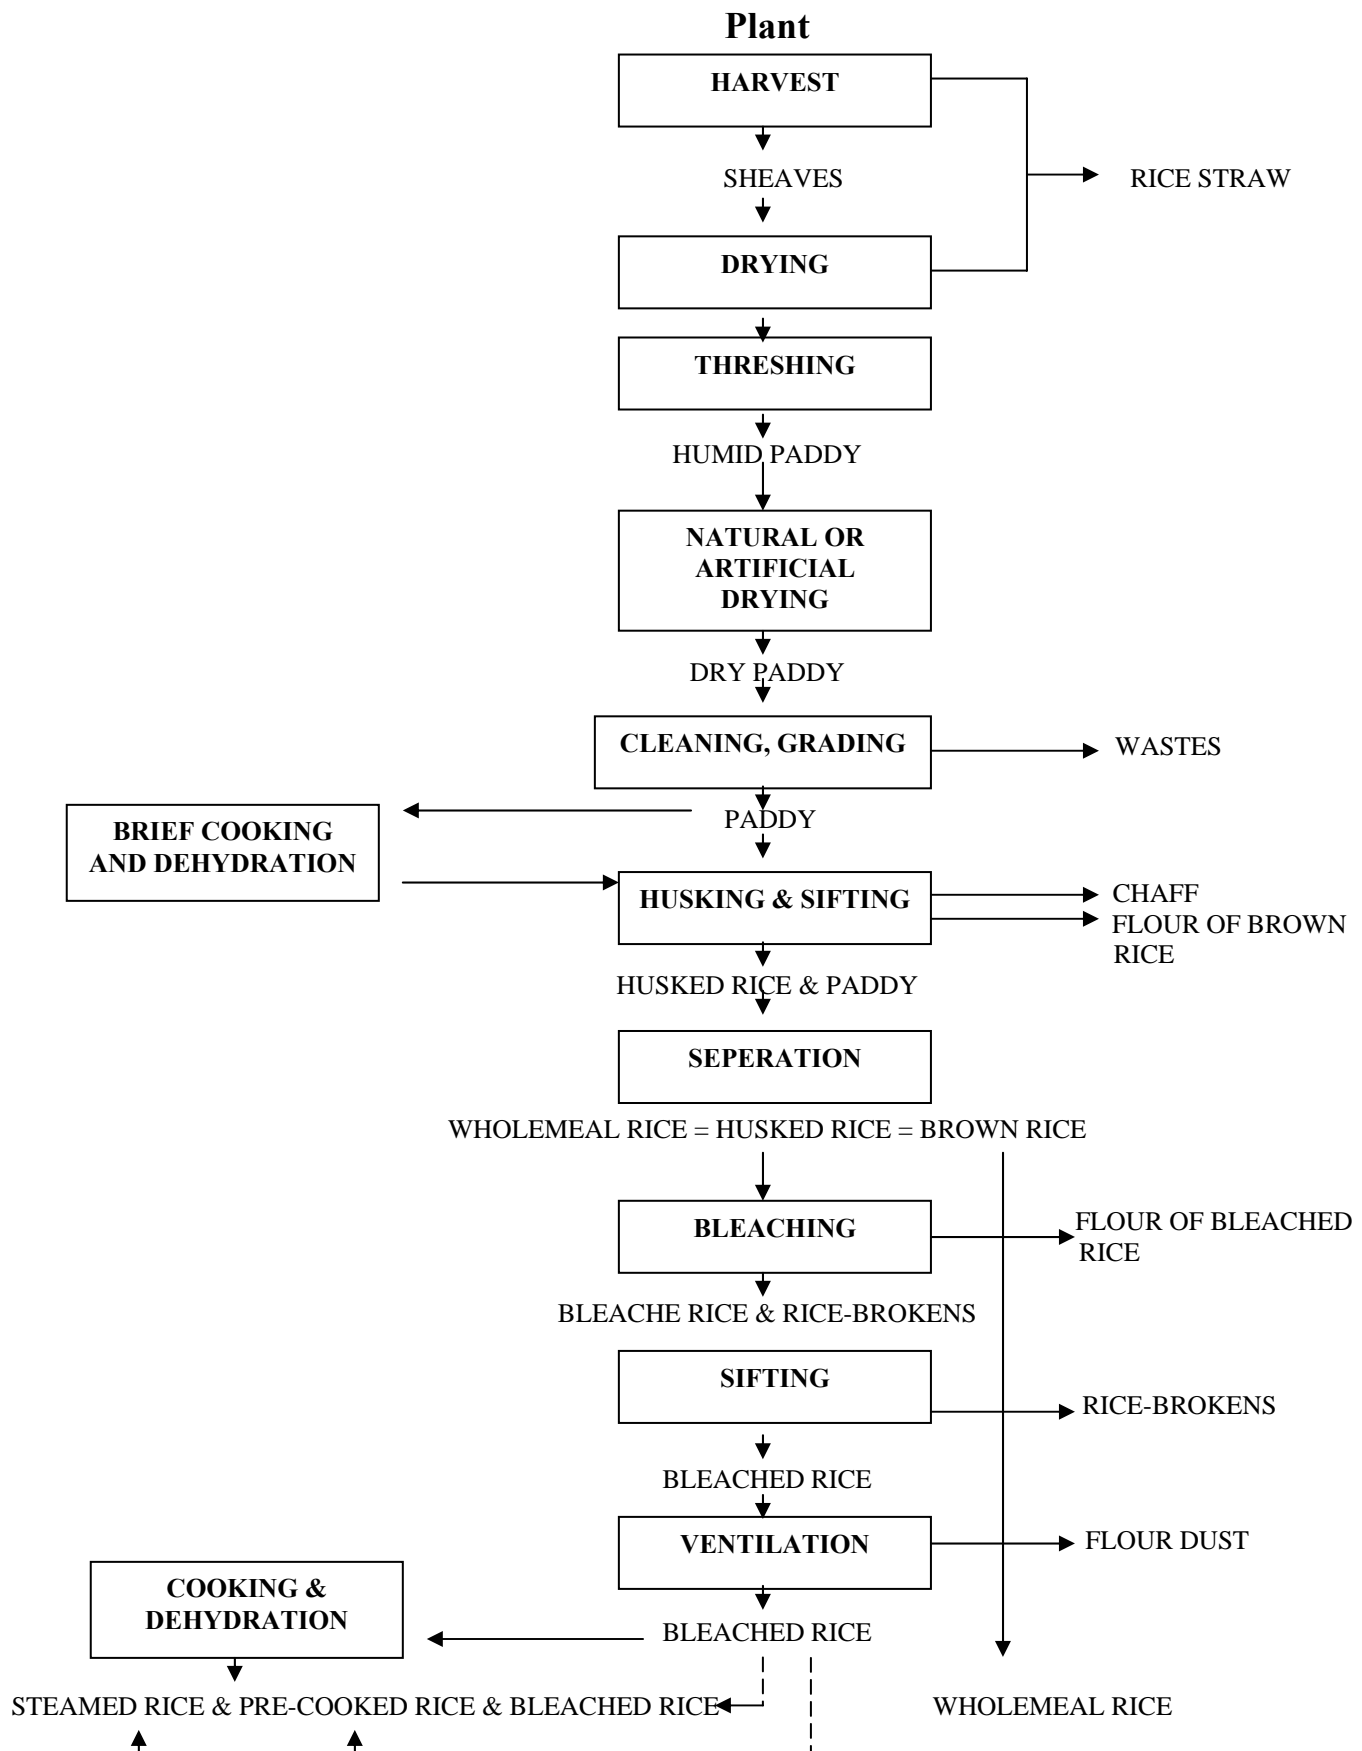 Plant
HARVEST
SHEAVES
RICE STRAW
DRYING
THRESHING
HUMID PADDY
NATURAL OR
ARTIFICIAL
DRYING
DRY PADDY
CLEANING, GRADING
WASTES
PADDY
BRIEF COOKING
AND DEHYDRATION
HUSKING & SIFTING
CHAFF
FLOUR OF BROWN
RICE
HUSKED RICE & PADDY
SEPERATION
WHOLEMEAL RICE = HUSKED RICE = BROWN RICE
BLEACHING
FLOUR OF BLEACHED
RICE
BLEACHE RICE & RICE-BROKENS
SIFTING
RICE-BROKENS
BLEACHED RICE
VENTILATION
FLOUR DUST
COOKING &
DEHYDRATION
BLEACHED RICE
STEAMED RICE & PRE-COOKED RICE & BLEACHED RICE
WHOLEMEAL RICE